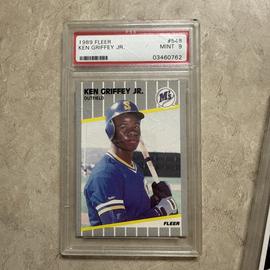 1989 FLEER #548
KEN GRIFFEY JR. MINT 9
03460762
KEN GRIFFEY JR.
OUTFIELD
M's
S
FLEER